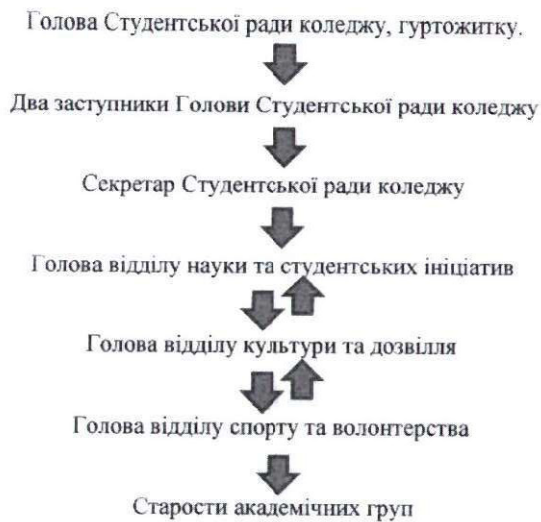 Голова Студентської ради коледжу, гуртожитку.
Два заступники Голови Студентської ради коледжу
Секретар Студентської ради коледжу
Голова відділу науки та студентських ініціатив
Голова відділу культури та дозвілля
Голова відділу спорту та волонтерства
Старости академічних груп